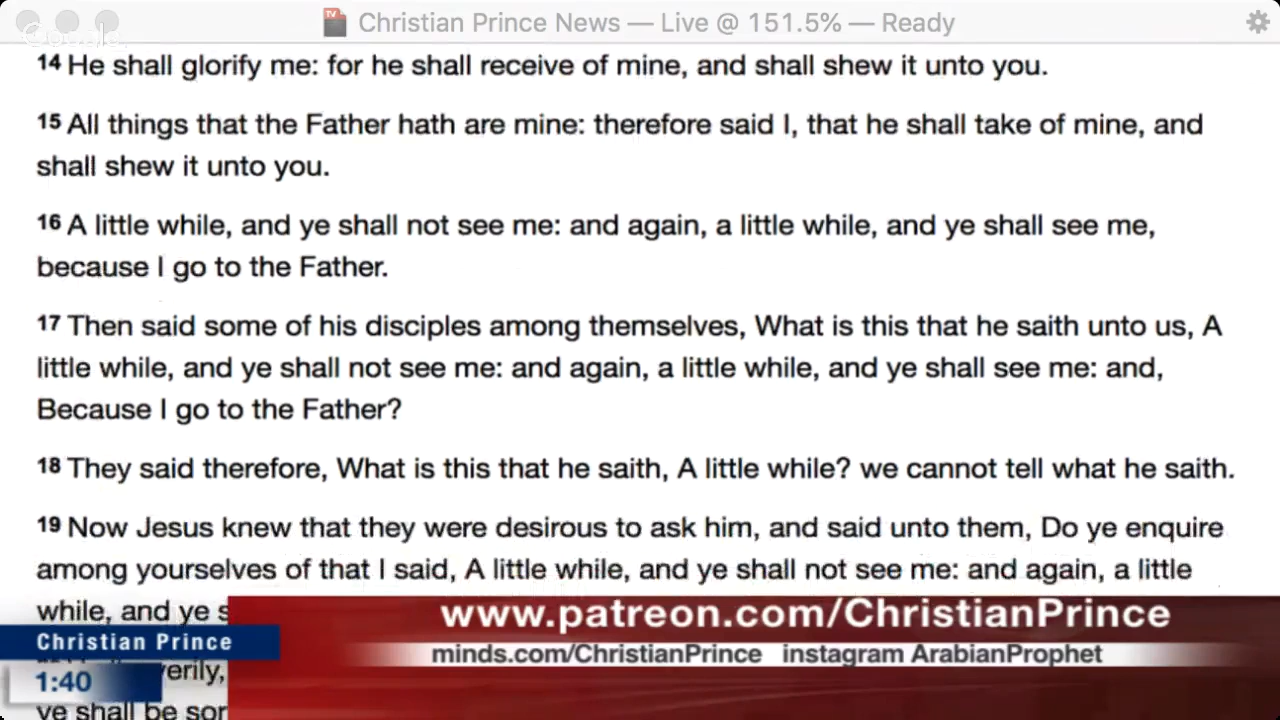 Christian Prince News — Live @ 151.5% — Ready
Google
14 He shall glorify me: for he shall receive of mine, and shall shew it unto you.
15 All things that the Father hath are mine: therefore said I, that he shall take of mine, and
shall shew it unto you.
16 A little while, and ye shall not see me: and again, a little while, and ye shall see me,
because I go to the Father.
17 Then said some of his disciples among themselves, What is this that he saith unto us, A
little while, and ye shall not see me: and again, a little while, and ye shall see me: and,
Because I go to the Father?
18 They said therefore, What is this that he saith, A little while? we cannot tell what he saith.
19 Now Jesus knew that they were desirous to ask him, and said unto them, Do ye enquire
among yourselves of that I said, A little while, and ye shall not see me: and again, a little
while, and ye s
www.patreon.com/ChristianPrince
Christian Prince
minds.com/ChristianPrince instagram ArabianProphet
erily,
1:40
ye shall be sor